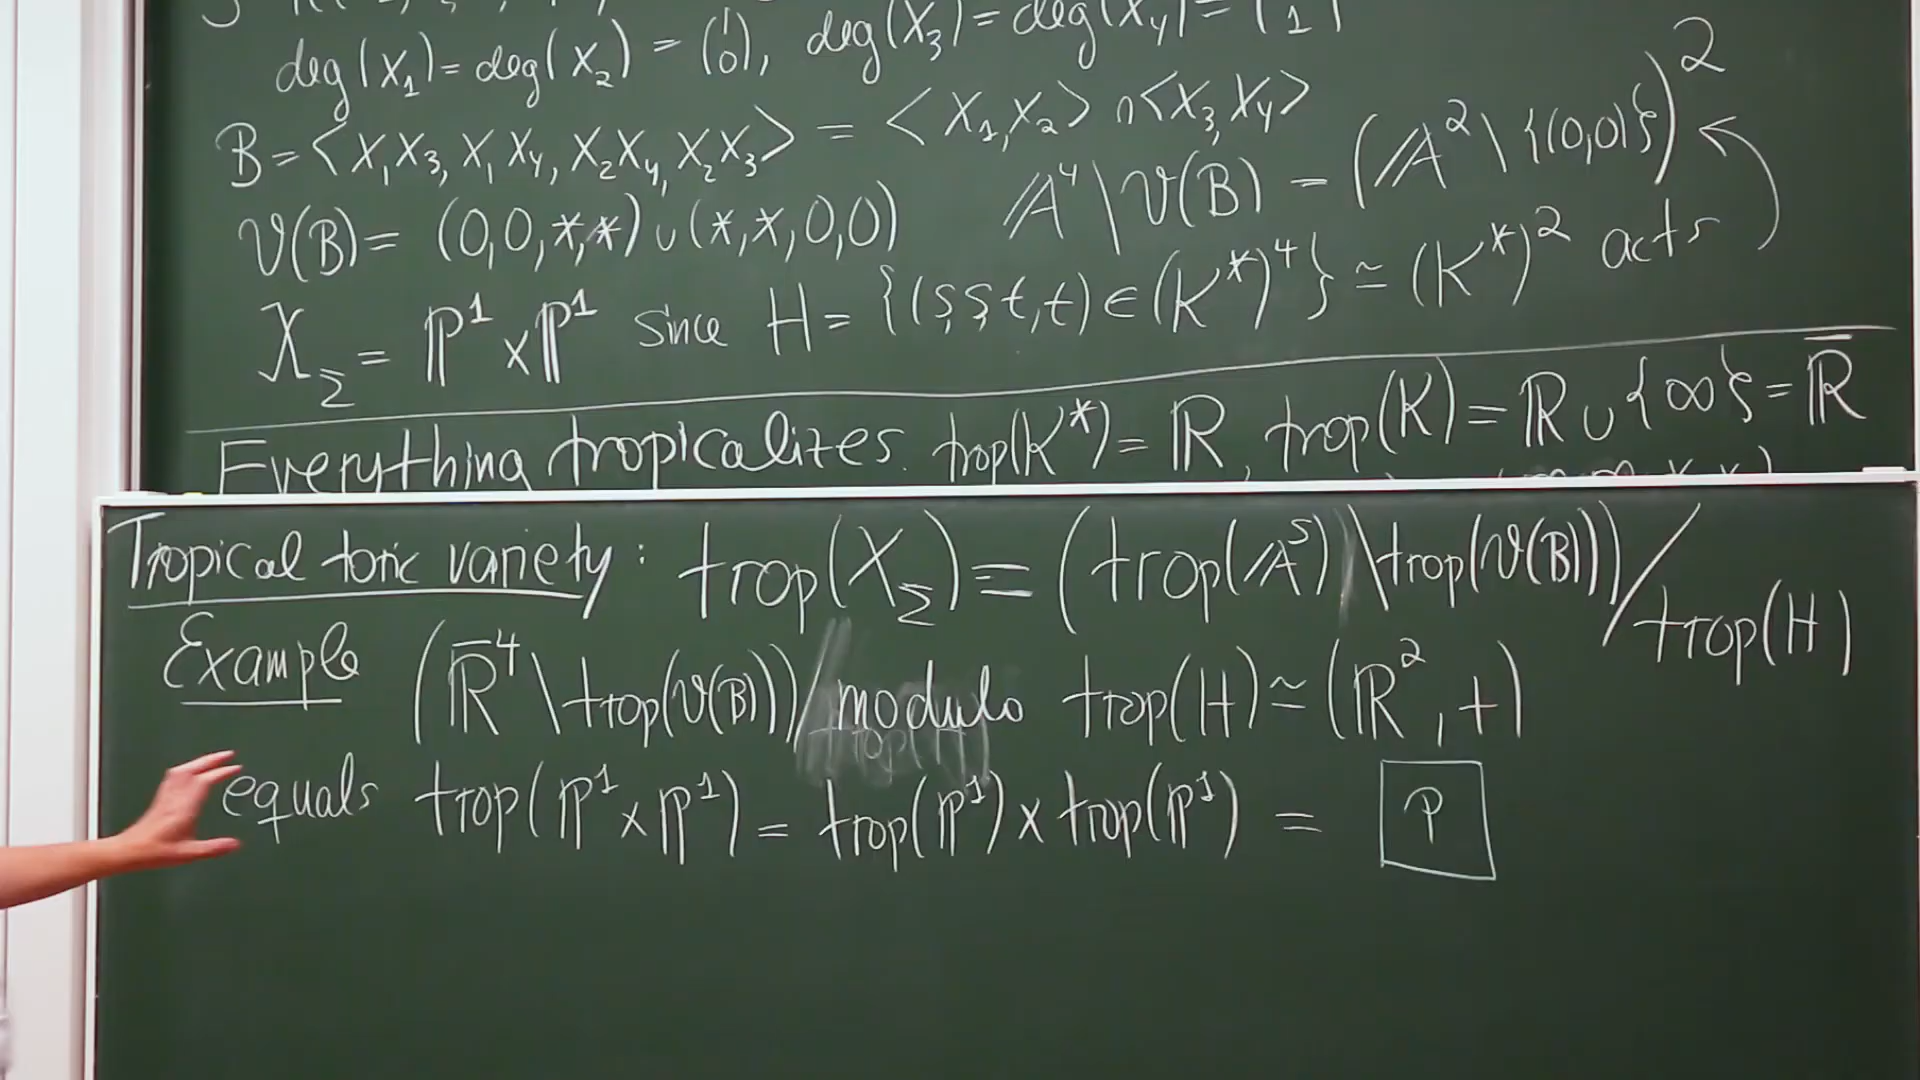 deg(X₁) = deg(X₂) = (1 0), deg(X₃) = deg(X₄) = ( 1 )
B = <X₁X₃, X₁X₄, X₂X₄, X₂X₃> = <X₁,X₂> ∩ <X₃,X₄>
V(B) = (0,0,*,*) ∪ (*,*,0,0) 𝔸⁴ \ V(B) = (𝔸² \ {(0,0)})²
X_Σ = ℙ¹ × ℙ¹ since H = {(s,s,t,t) ∈ (K*)⁴} ≃ (K*)² acts
Everything tropicalizes. trop(K*) = ℝ, trop(K) = ℝ ∪ {∞} = ℝ̄
Tropical toric variety: trop(X_Σ) = (trop(𝔸ˢ) \ trop(V(B))) / trop(H)
Example (ℝ̄⁴ \ trop(V(B))) modulo trop(H) ≃ (ℝ², +)
equals trop(ℙ¹ × ℙ¹) = trop(ℙ¹) × trop(ℙ¹) =